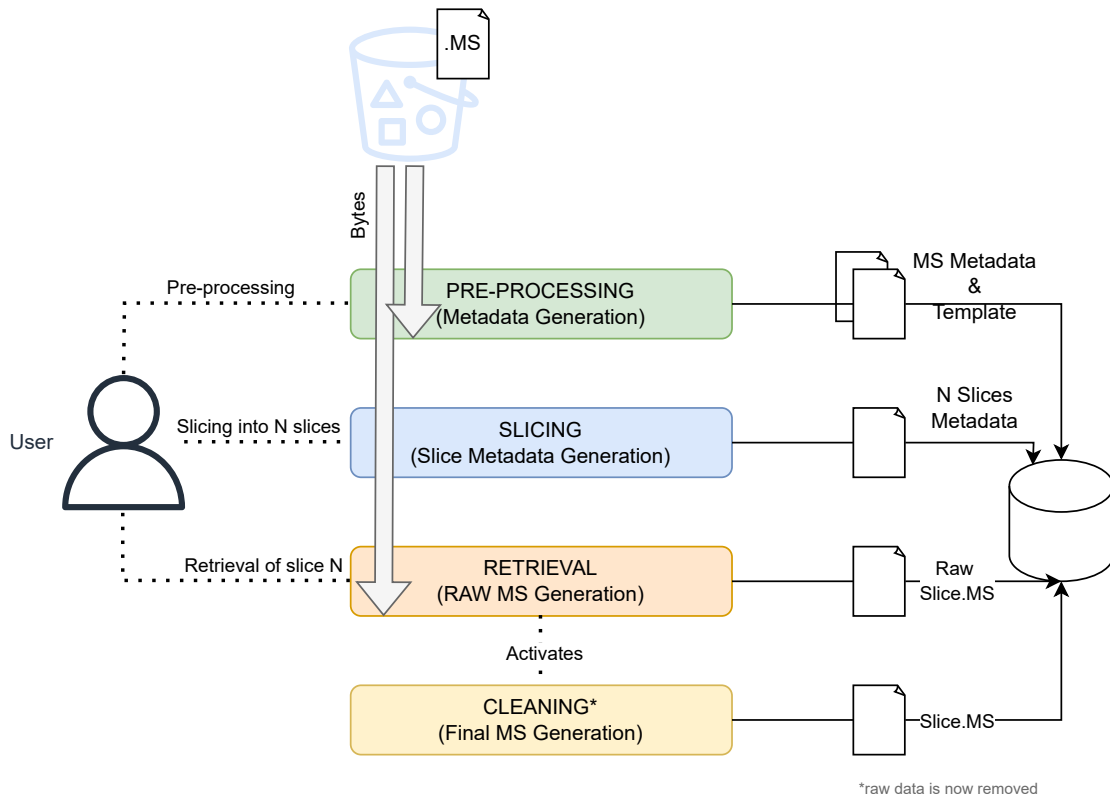 .MS
Bytes
Pre-processing
PRE-PROCESSING
(Metadata Generation)
MS Metadata
&
Template
User
Slicing into N slices
SLICING
(Slice Metadata Generation)
N Slices
Metadata
Retrieval of slice N
RETRIEVAL
(RAW MS Generation)
Raw
Slice.MS
Activates
CLEANING*
(Final MS Generation)
Slice.MS
*raw data is now removed